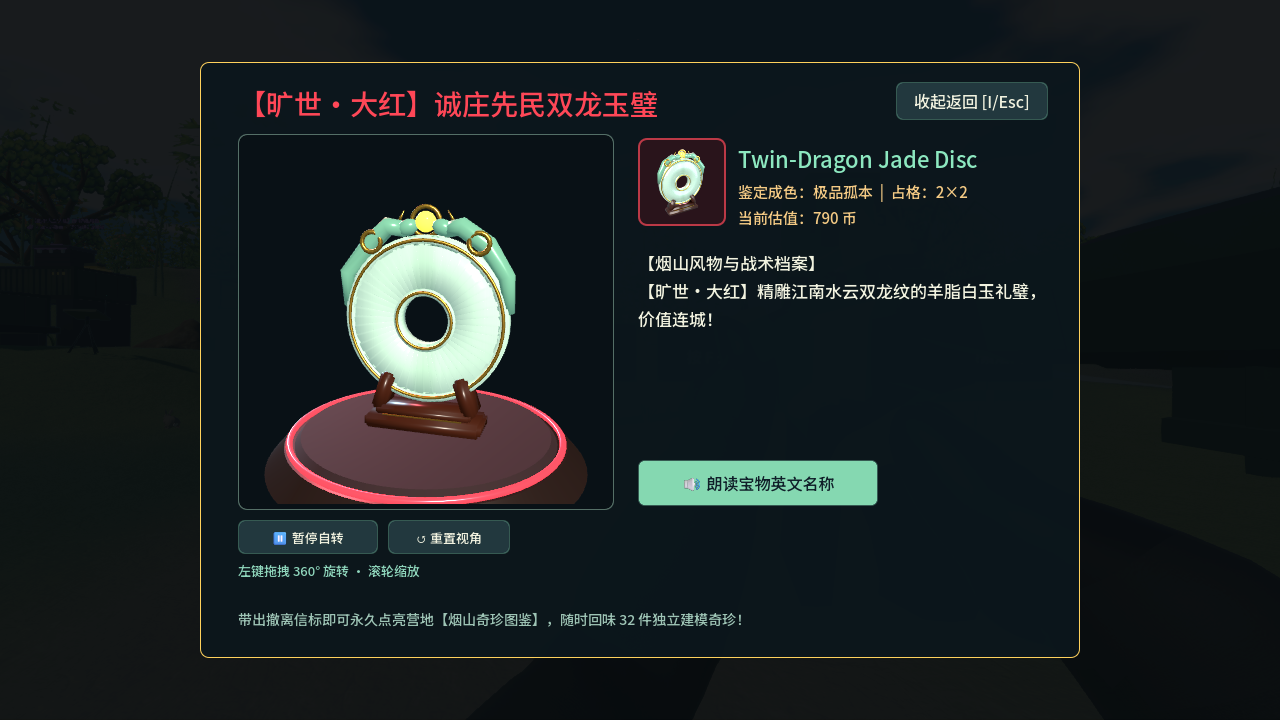 【旷世·大红】诚庄先民双龙玉璧
收起返回 [I/Esc]
Twin-Dragon Jade Disc
鉴定成色：极品孤本｜占格：2×2
当前估值：790 币
【烟山风物与战术档案】
【旷世·大红】精雕江南水云双龙纹的羊脂白玉礼璧，
价值连城！
📢 朗读宝物英文名称
⏸ 暂停自转
↺ 重置视角
左键拖拽 360° 旋转 · 滚轮缩放
带出撤离信标即可永久点亮营地【烟山奇珍图鉴】，随时回味 32 件独立建模奇珍！